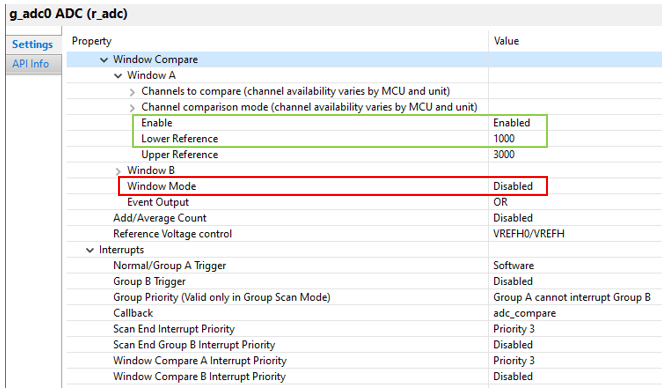 g_adc0 ADC (r_adc)
Settings
API Info
Property Value
Window Compare
Window A
Channels to compare (channel availability varies by MCU and unit)
Channel comparison mode (channel availability varies by MCU and unit)
Enable Enabled
Lower Reference 1000
Upper Reference 3000
Window B
Window Mode Disabled
Event Output OR
Add/Average Count Disabled
Reference Voltage control VREFH0/VREFH
Interrupts
Normal/Group A Trigger Software
Group B Trigger Disabled
Group Priority (Valid only in Group Scan Mode) Group A cannot interrupt Group B
Callback adc_compare
Scan End Interrupt Priority Priority 3
Scan End Group B Interrupt Priority Disabled
Window Compare A Interrupt Priority Priority 3
Window Compare B Interrupt Priority Disabled